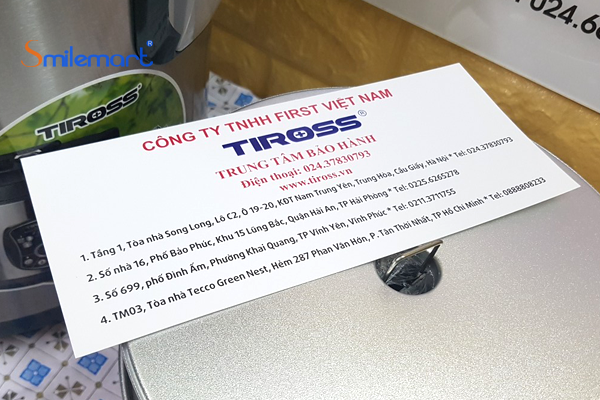 Smilemart®
024.66
TIROSS
CÔNG TY TNHH FIRST VIỆT NAM
TIROSS®
TRUNG TÂM BẢO HÀNH
Điện thoại: 024.37830793
www.tiross.vn
1. Tầng 1, Tòa nhà Song Long, Lô C2, Ô 19-20, KĐT Nam Trung Yên, Trung Hòa, Cầu Giấy, Hà Nội * Tel: 024.37830793
2. Số nhà 16, Phố Bảo Phúc, Khu 15 Lũng Bắc, Quận Hải An, TP Hải Phòng * Tel: 0225.6265278
3. Số 699, phố Đình Ấm, Phường Khai Quang, TP Vĩnh Yên, Vĩnh Phúc * Tel: 0211.3711755
4. TM03, Tòa nhà Tecco Green Nest, Hẻm 287 Phan Văn Hớn, P. Tân Thới Nhất, TP Hồ Chí Minh * Tel: 0888808233